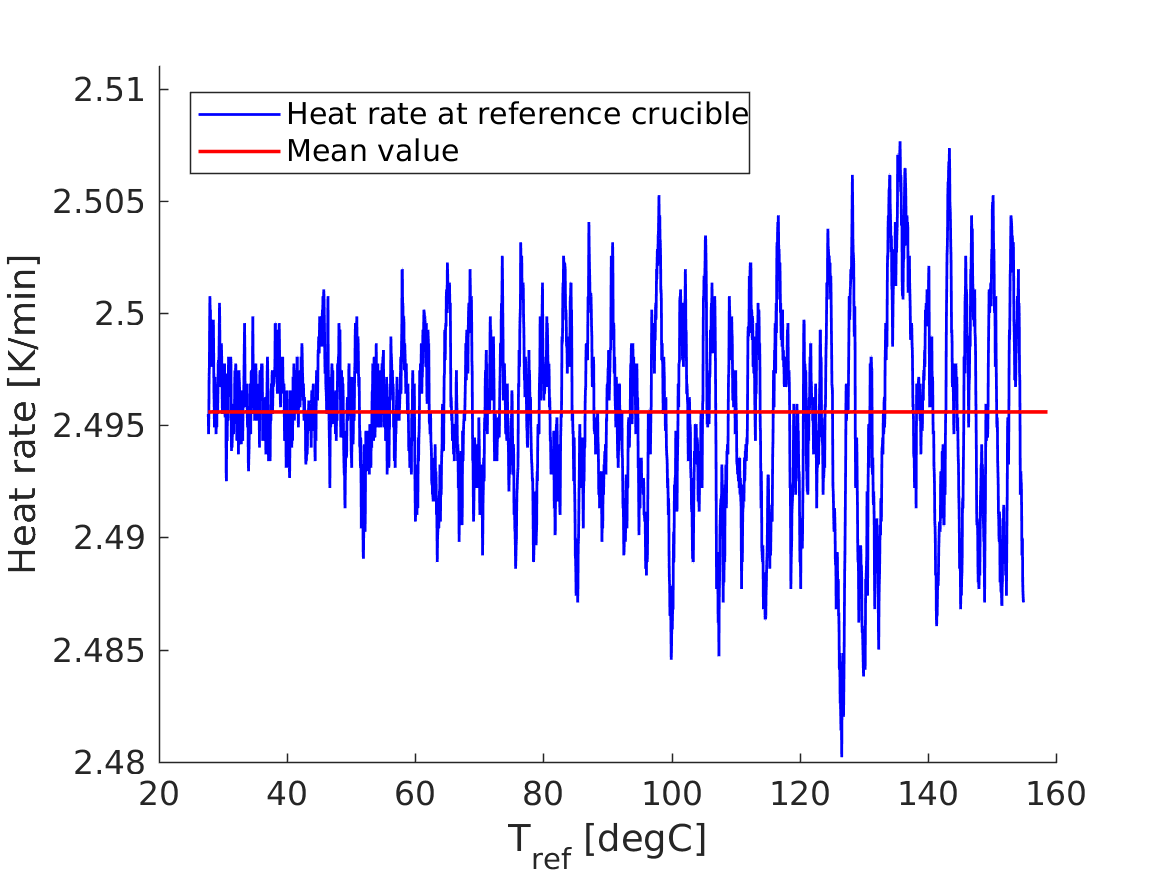 2.51
2.505
2.5
2.495
2.49
2.485
2.48
Heat rate [K/min]
Heat rate at reference crucible
Mean value
20 40 60 80 100 120 140 160
T_ref [degC]